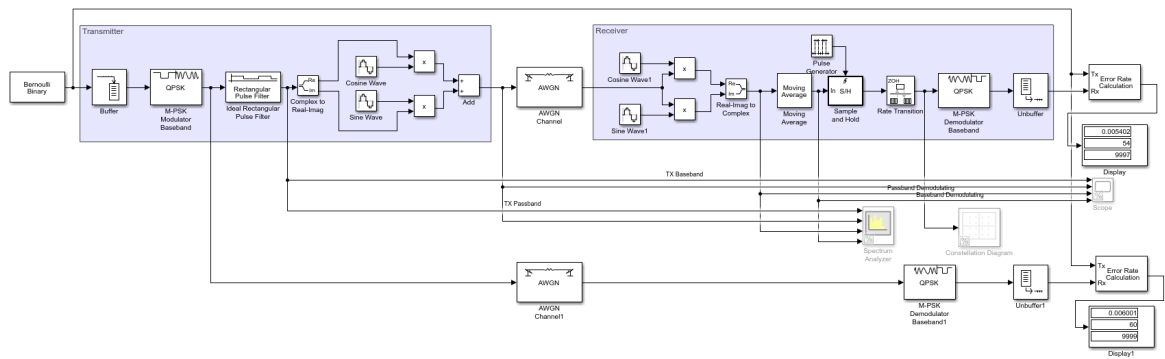 Transmitter
Bernoulli
Binary
Buffer
QPSK
M-PSK
Modulator
Baseband
Rectangular
Pulse Filter
Ideal Rectangular
Pulse Filter
Re
Im
Complex to
Real-Imag
Cosine Wave
Sine Wave
x
x
+
+
Add
AWGN
AWGN
Channel
Receiver
Cosine Wave1
Sine Wave1
x
x
Re
Im
Real-Imag to
Complex
Moving
Average
Moving
Average
Pulse
Generator
In
S/H
Sample
and Hold
ZOH
Rate Transition
QPSK
M-PSK
Demodulator
Baseband
Unbuffer
Tx
Rx
Error Rate
Calculation
0.005402
54
9997
Display
TX Baseband
Passband Demodulating
Baseband Demodulating
Scope
TX Passband
Spectrum
Analyzer
Constellation Diagram
AWGN
AWGN
Channel1
QPSK
M-PSK
Demodulator
Baseband1
Unbuffer1
Tx
Rx
Error Rate
Calculation
0.006001
60
9999
Display1